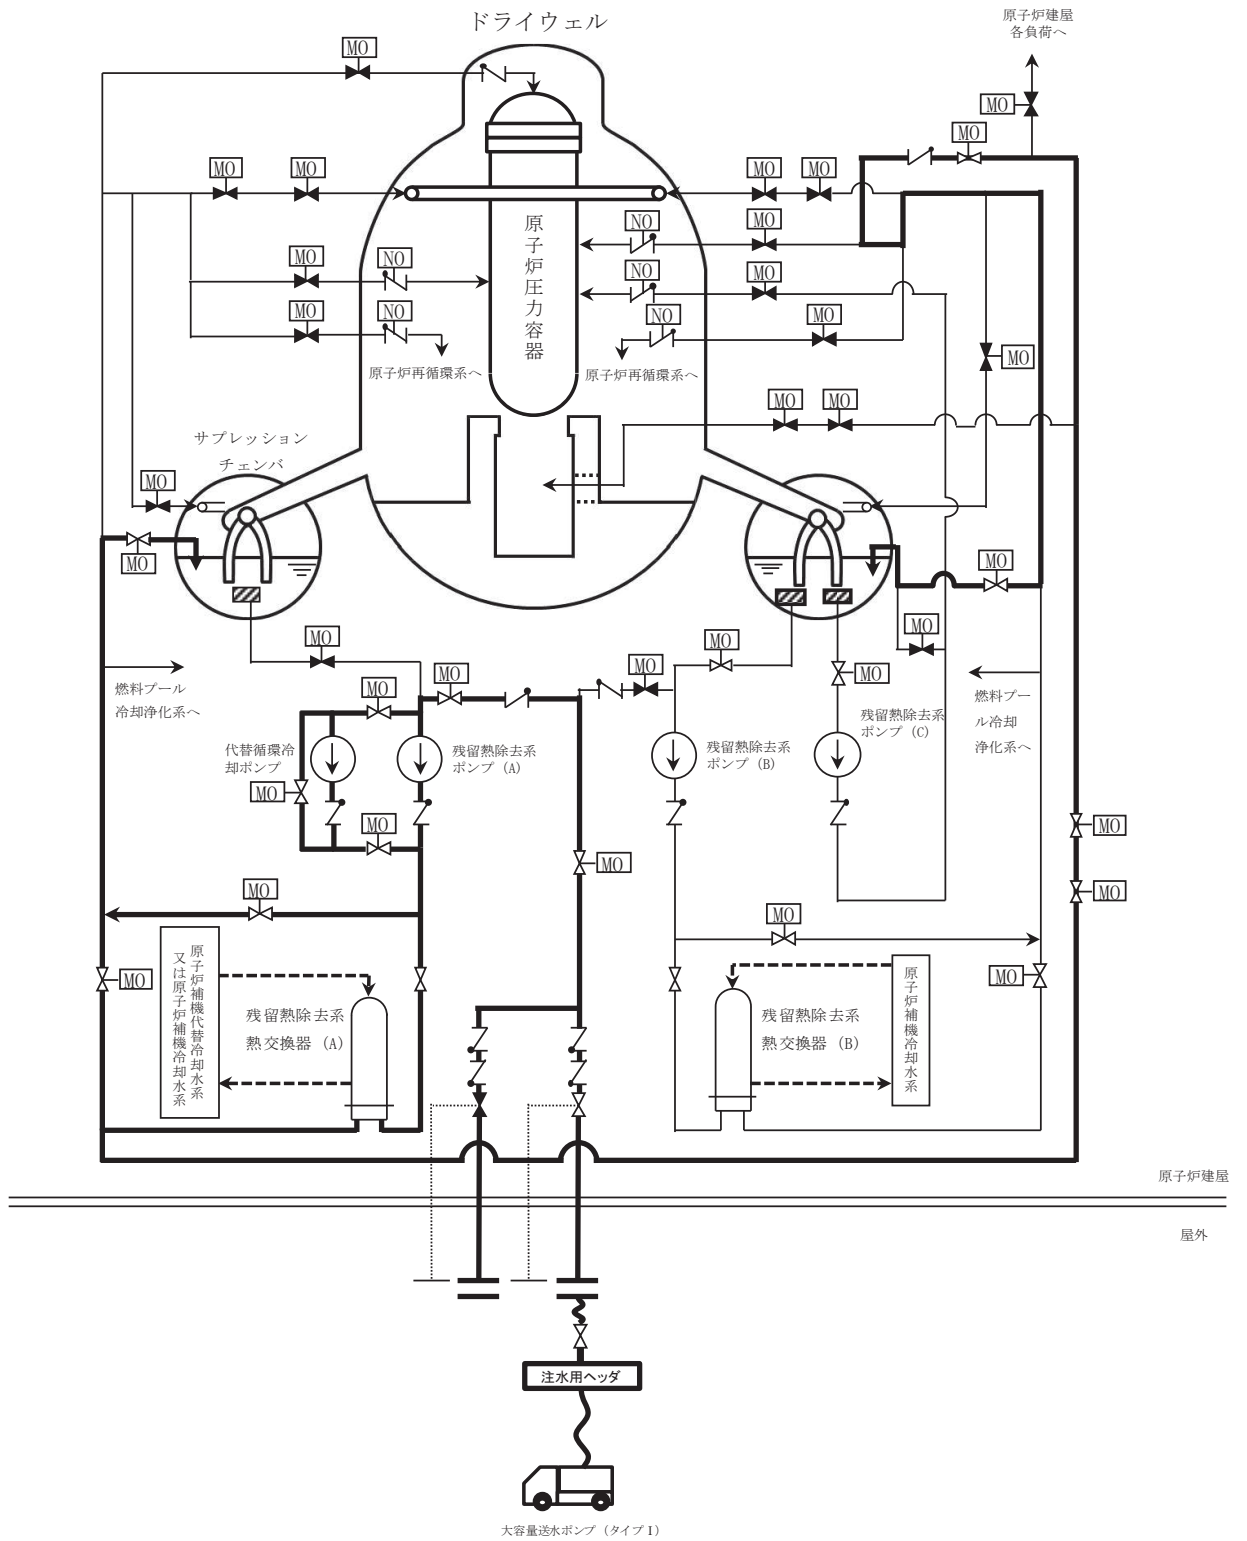 ドライウェル
原子炉建屋
各負荷へ
MO
MO
MO
MO
MO
MO
MO
NO
MO
MO
NO
NO
MO
MO
NO
NO
MO
MO
原子炉圧力容器
MO
原子炉再循環系へ
原子炉再循環系へ
MO
MO
サプレッション
チェンバ
MO
MO
MO
MO
MO
MO
MO
MO
MO
MO
燃料プール
冷却浄化系へ
MO
燃料プー
ル冷却
浄化系へ
代替循環冷
却ポンプ
残留熱除去系
ポンプ（A）
残留熱除去系
ポンプ（B）
残留熱除去系
ポンプ（C）
MO
MO
MO
MO
MO
MO
MO
MO
MO
原子炉補機代替冷却水系
又は原子炉補機冷却水系
残留熱除去系
熱交換器（A）
残留熱除去系
熱交換器（B）
原子炉補機冷却水系
原子炉建屋
屋外
注水用ヘッダ
大容量送水ポンプ（タイプⅠ）